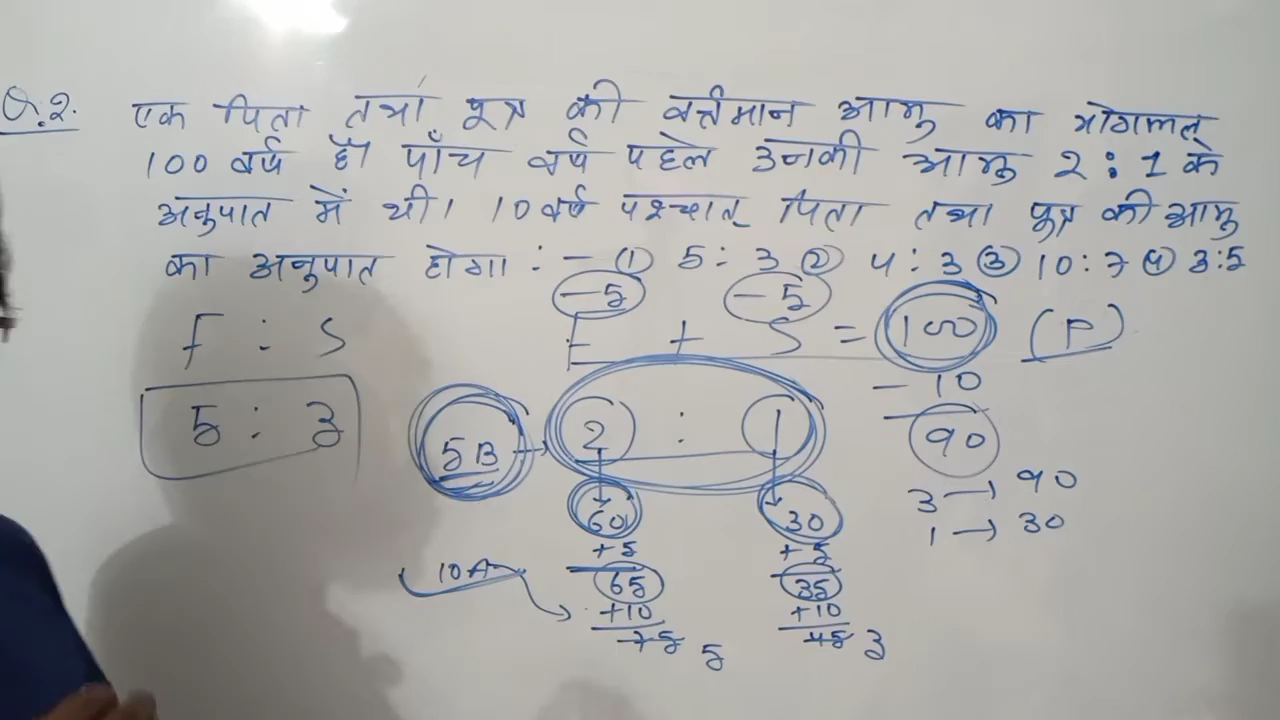 Q.2. एक पिता तथा पुत्र की वर्त्तमान आयु का योगफल
100 वर्ष है। पाँच वर्ष पहले उनकी आयु 2 : 1 के
अनुपात में थी। 10 वर्ष पश्चात् पिता तथा पुत्र की आयु
का अनुपात होगा : - (1) 5 : 3 (2) 4 : 3 (3) 10 : 7 (4) 3:5
-5 -5
F : S F + S = 100 (P)
- 10
5 : 3 5B → 2 : 1 90
3 → 90
60 30 1 → 30
+5 +5
10A 65 35
+10 +10
75 5 45 3